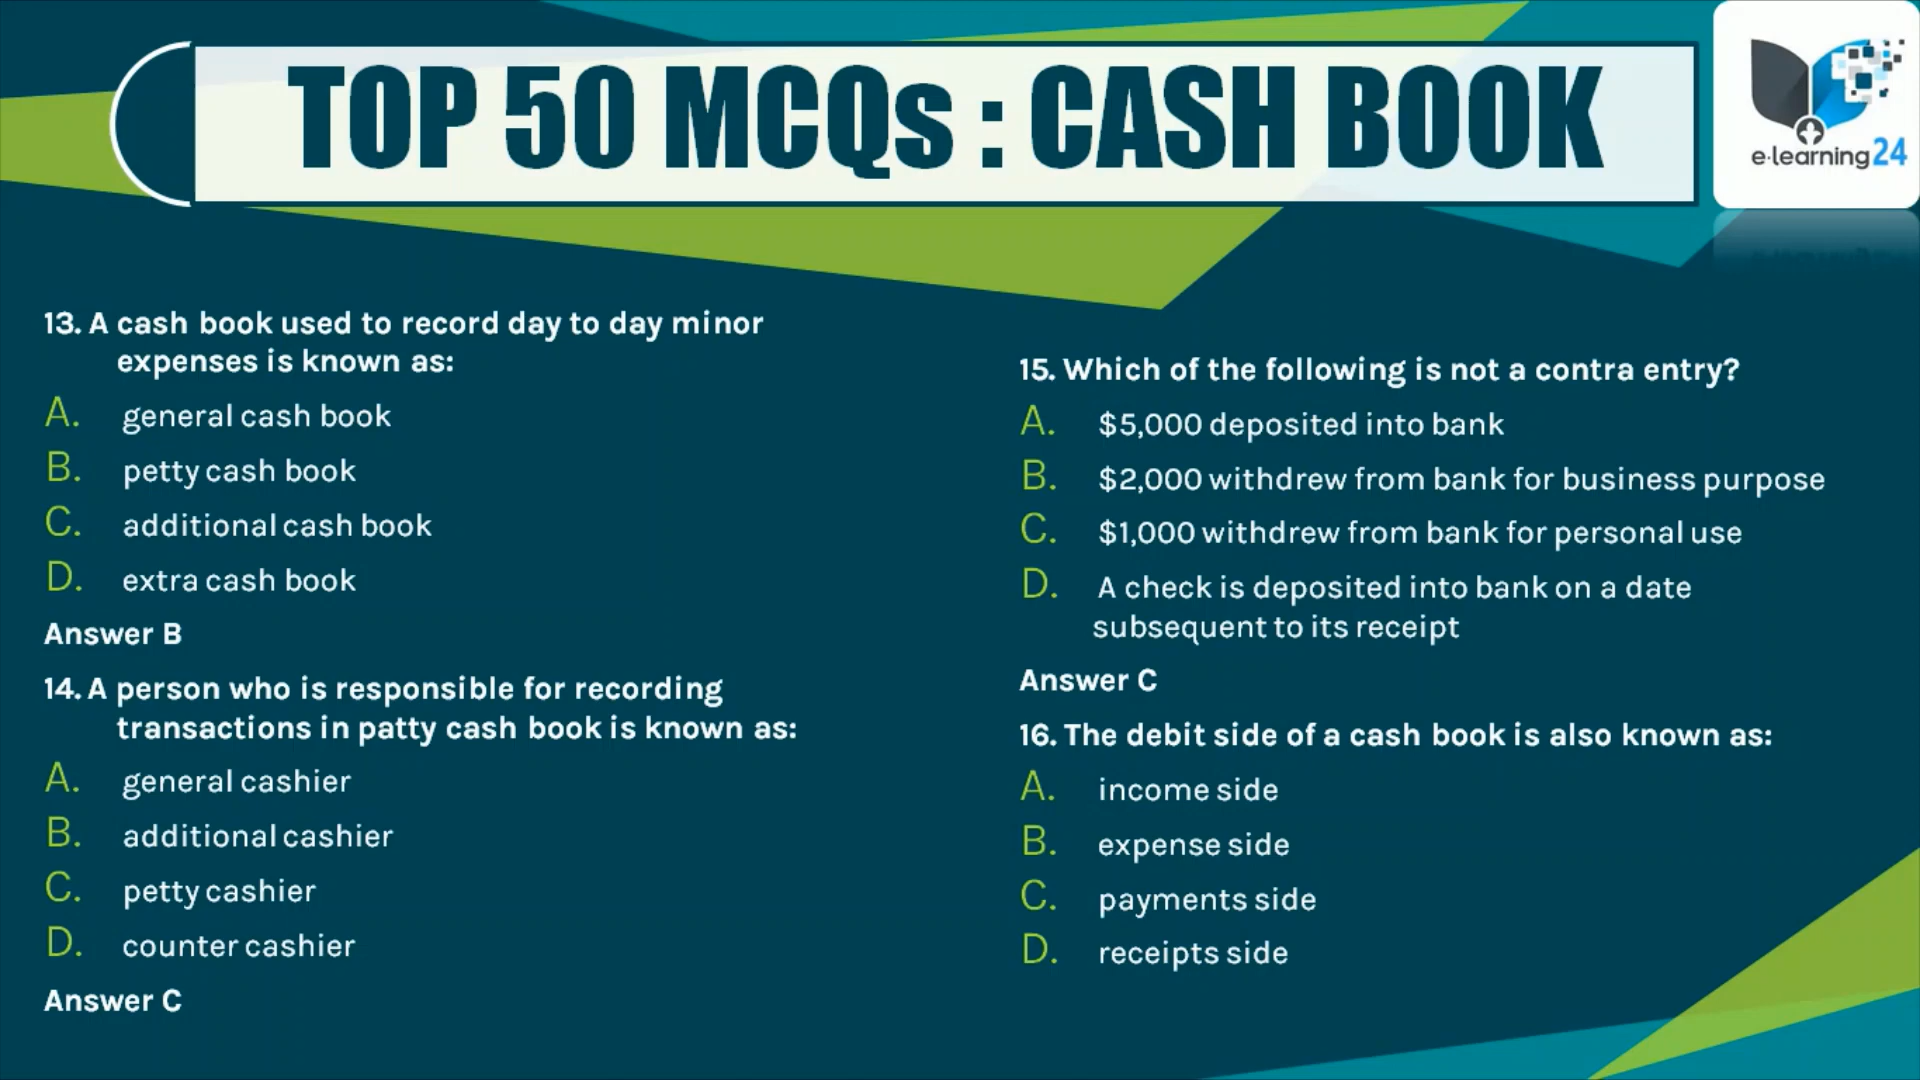 TOP 50 MCQs : CASH BOOK
e-learning24
13. A cash book used to record day to day minor
expenses is known as:
A. general cash book
B. petty cash book
C. additional cash book
D. extra cash book
Answer B
14. A person who is responsible for recording
transactions in patty cash book is known as:
A. general cashier
B. additional cashier
C. petty cashier
D. counter cashier
Answer C
15. Which of the following is not a contra entry?
A. $5,000 deposited into bank
B. $2,000 withdrew from bank for business purpose
C. $1,000 withdrew from bank for personal use
D. A check is deposited into bank on a date
subsequent to its receipt
Answer C
16. The debit side of a cash book is also known as:
A. income side
B. expense side
C. payments side
D. receipts side